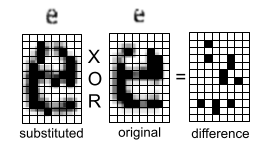 e e
X
O
R
=
substituted original difference